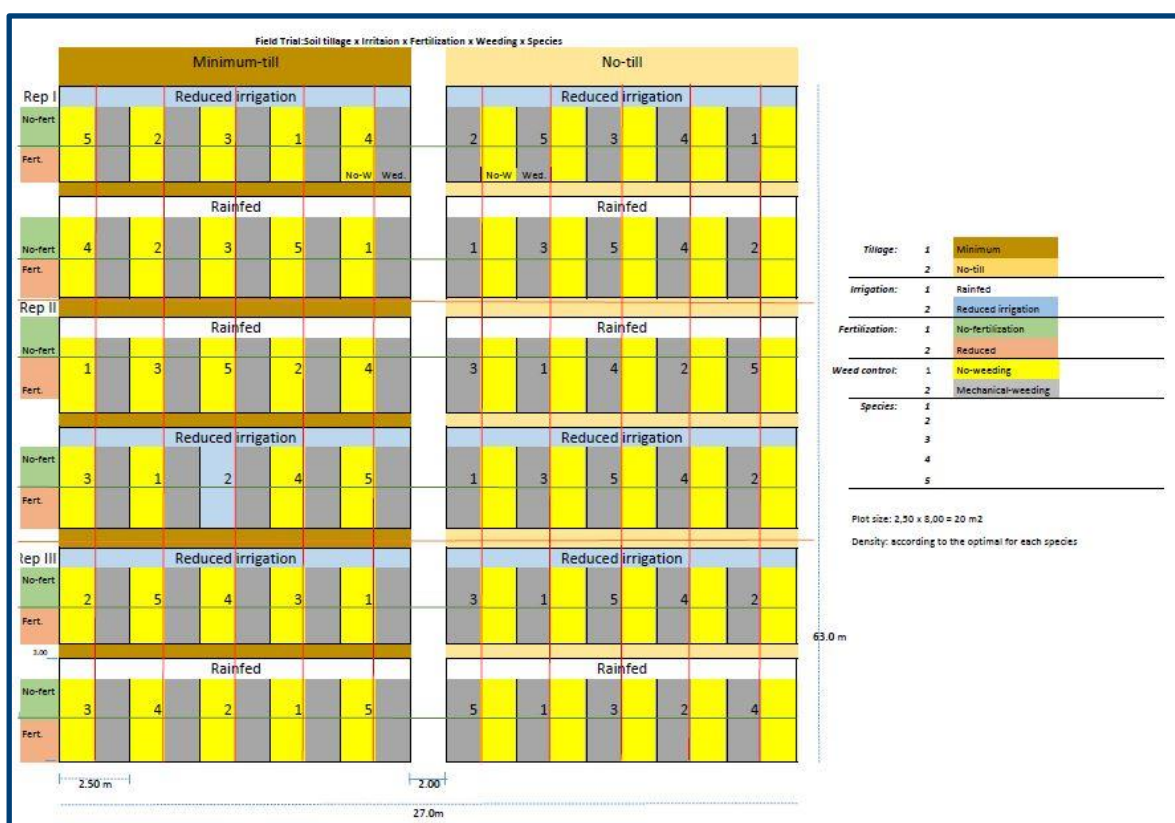 Field Trial:Soil tillage x Irritaion x Fertilization x Weeding x Species
Minimum-till No-till
Rep I Reduced irrigation Reduced irrigation
No-fert
5 2 3 1 4 2 5 3 4 1
Fert.
No-W Wed. No-W Wed.
Rainfed Rainfed
No-fert 4 2 3 5 1 1 3 5 4 2
Fert.
Rep II
Rainfed Rainfed
No-fert
Fert. 1 3 5 2 4 3 1 4 2 5
Reduced irrigation Reduced irrigation
No-fert
3 1 2 4 5 1 3 5 4 2
Fert.
Rep III Reduced irrigation Reduced irrigation
No-fert
2 5 4 3 1 3 1 5 4 2
Fert.
3.00
Rainfed Rainfed
No-fert
3 4 2 1 5 5 1 3 2 4
Fert.
2.50 m 2.00
27.0m
63.0 m
Tillage: 1 Minimum
2 No-till
Irrigation: 1 Rainfed
2 Reduced irrigation
Fertilization: 1 No-fertilization
2 Reduced
Weed control: 1 No-weeding
2 Mechanical-weeding
Species: 1
2
3
4
5
Plot size: 2,50 x 8,00 = 20 m2
Density: according to the optimal for each species